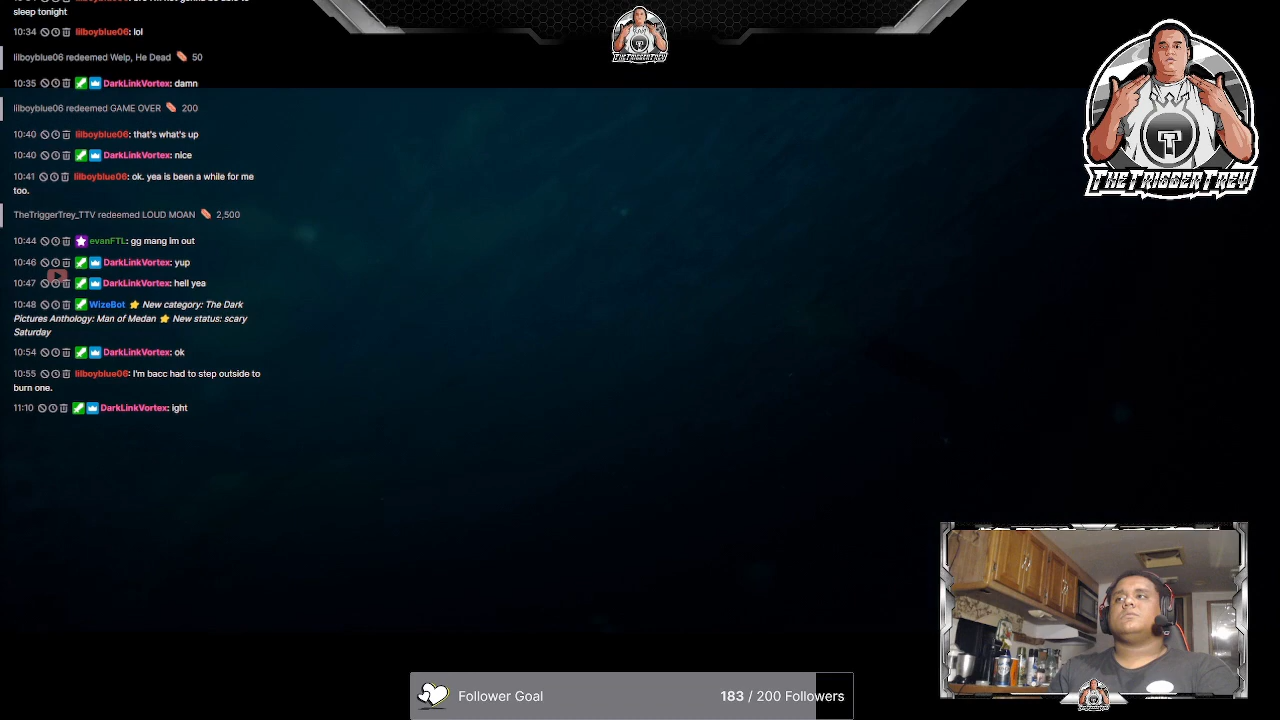 sleep tonight
10:34 lilboyblue06: lol
lilboyblue06 redeemed Welp, He Dead 50
10:35 DarkLinkVortex: damn
lilboyblue06 redeemed GAME OVER 200
10:40 lilboyblue06: that's what's up
10:40 DarkLinkVortex: nice
10:41 lilboyblue06: ok. yea is been a while for me
too.
TheTriggerTrey_TTV redeemed LOUD MOAN 2,500
10:44 evanFTL: gg mang im out
10:46 DarkLinkVortex: yup
10:47 DarkLinkVortex: hell yea
10:48 WizeBot New category: The Dark
Pictures Anthology: Man of Medan New status: scary
Saturday
10:54 DarkLinkVortex: ok
10:55 lilboyblue06: I'm bacc had to step outside to
burn one.
11:10 DarkLinkVortex: ight
THETRIGGERTREY
T
THETRIGGERTREY
Follower Goal 183 / 200 Followers